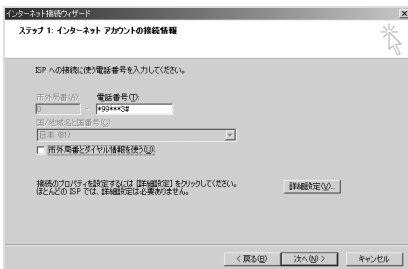 インターネット接続ウィザード
ステップ 1: インターネット アカウントの接続情報
ISP への接続に使う電話番号を入力してください。
市外局番(A): 電話番号(T):
0 - *99***3#
国/地域名と国番号(C):
日本 (81)
市外局番とダイヤル情報を使う(U)
接続のプロパティを設定するには [詳細設定] をクリックしてください。
ほとんどの ISP では、詳細設定は必要ありません。
詳細設定(V)...
< 戻る(B)
次へ(N) >
キャンセル